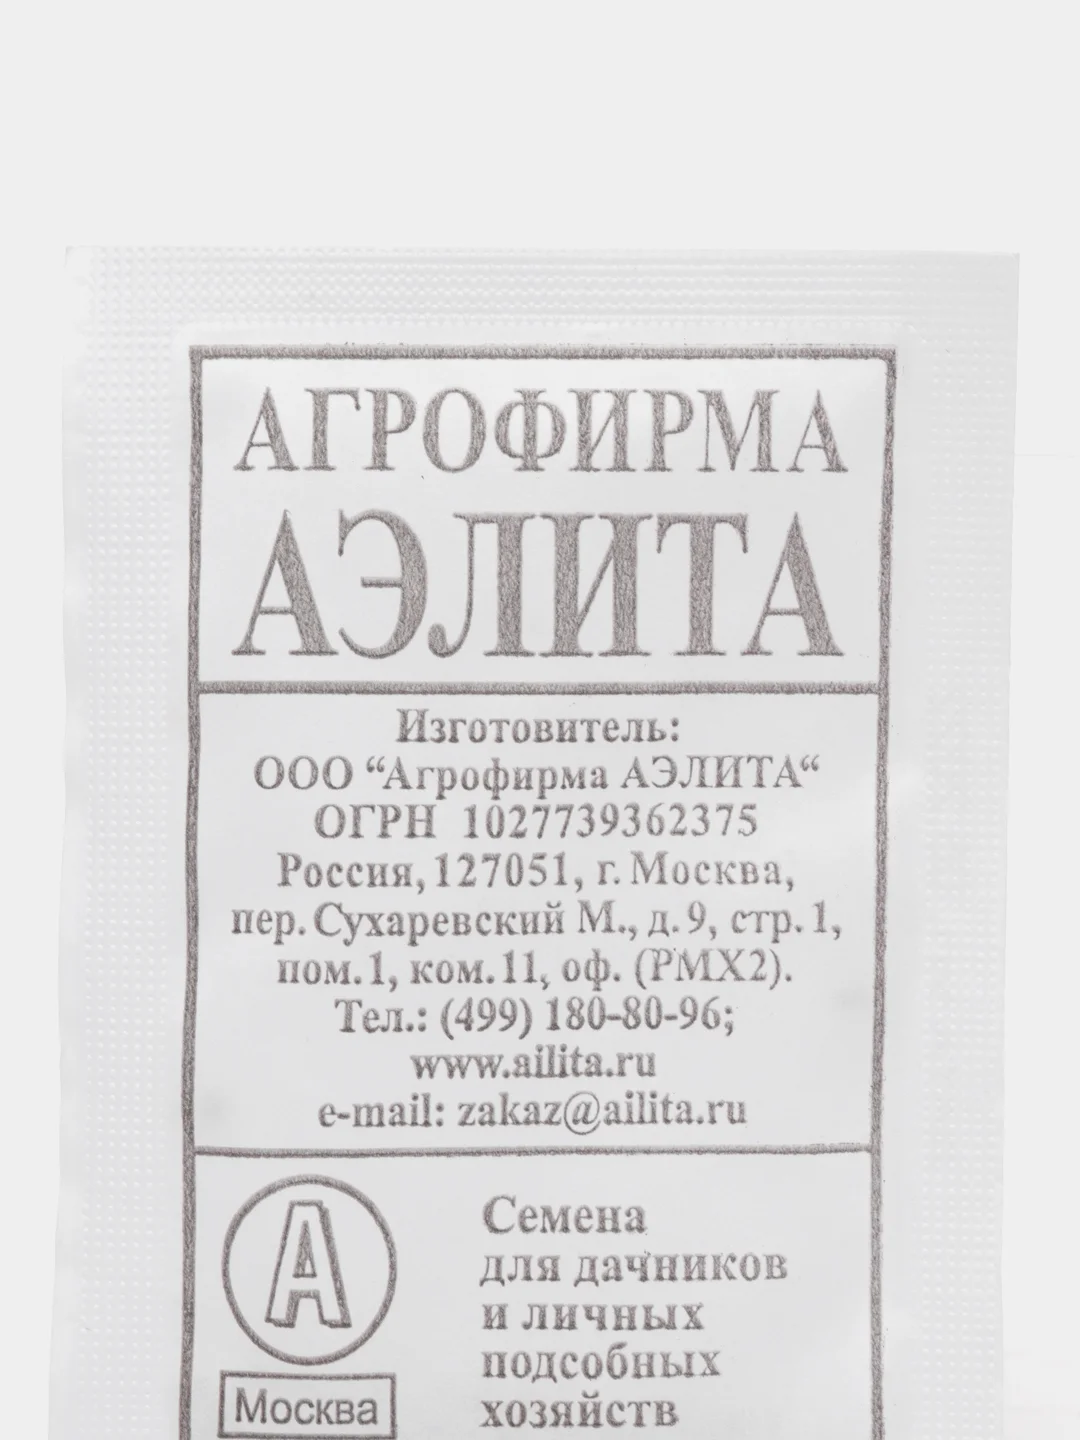 АГРОФИРМА
АЭЛИТА
Изготовитель:
ООО “Агрофирма АЭЛИТА“
ОГРН 1027739362375
Россия, 127051, г. Москва,
пер. Сухаревский М., д. 9, стр. 1,
пом. 1, ком. 11, оф. (РМХ2).
Тел.: (499) 180-80-96;
www.ailita.ru
e-mail: zakaz@ailita.ru
А
Москва
Семена
для дачников
и личных
подсобных
хозяйств